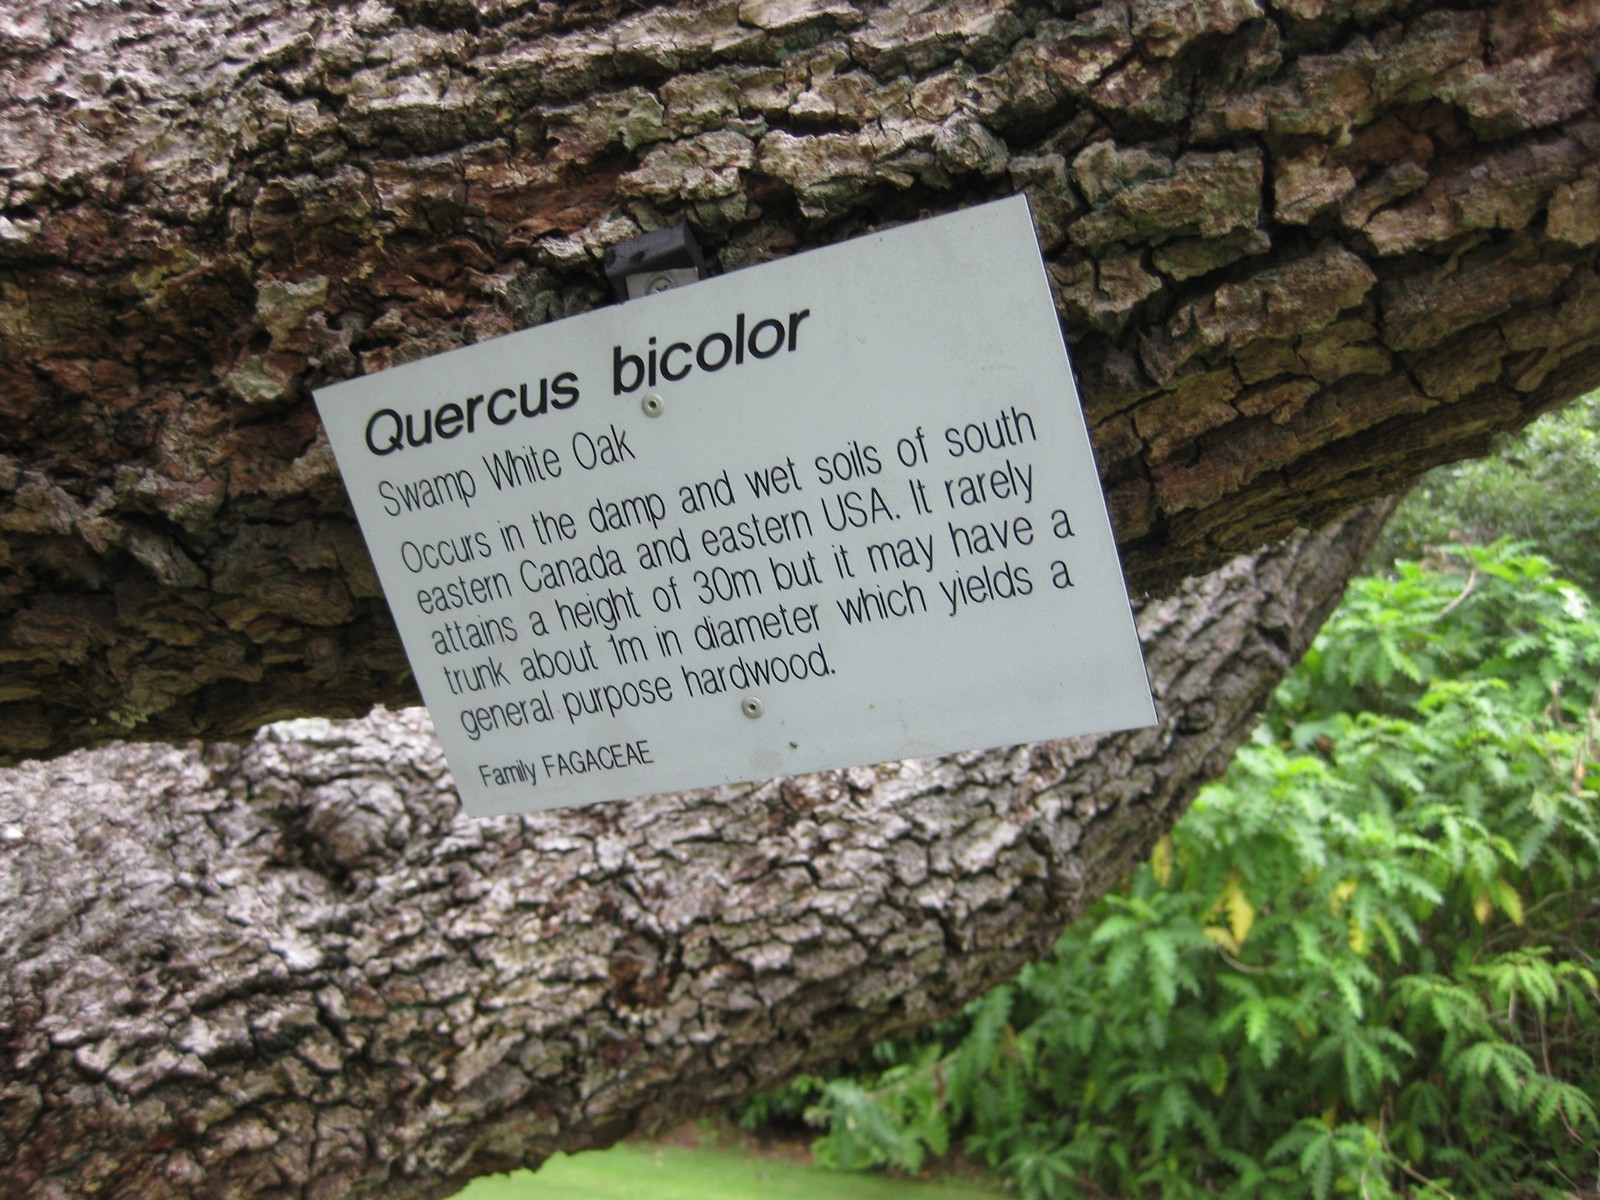 Quercus bicolor
Swamp White Oak
Occurs in the damp and wet soils of south
eastern Canada and eastern USA. It rarely
attains a height of 30m but it may have a
trunk about 1m in diameter which yields a
general purpose hardwood.
Family FAGACEAE